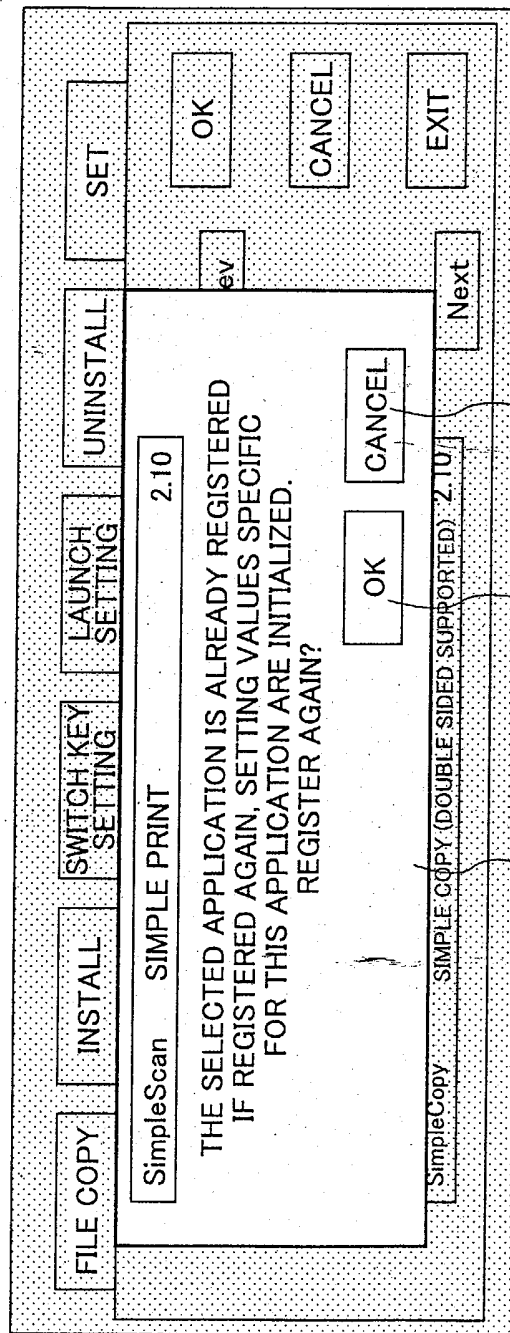 FILE COPY
INSTALL
SWITCH KEY
SETTING
LAUNCH
SETTING
UNINSTALL
SET
SimpleScan SIMPLE PRINT 2.10
THE SELECTED APPLICATION IS ALREADY REGISTERED
IF REGISTERED AGAIN, SETTING VALUES SPECIFIC
FOR THIS APPLICATION ARE INITIALIZED.
REGISTER AGAIN?
OK
CANCEL
ev
OK
CANCEL
EXIT
SimpleCopy SIMPLE COPY (DOUBLE SIDED SUPPORTED) 2.10
Next